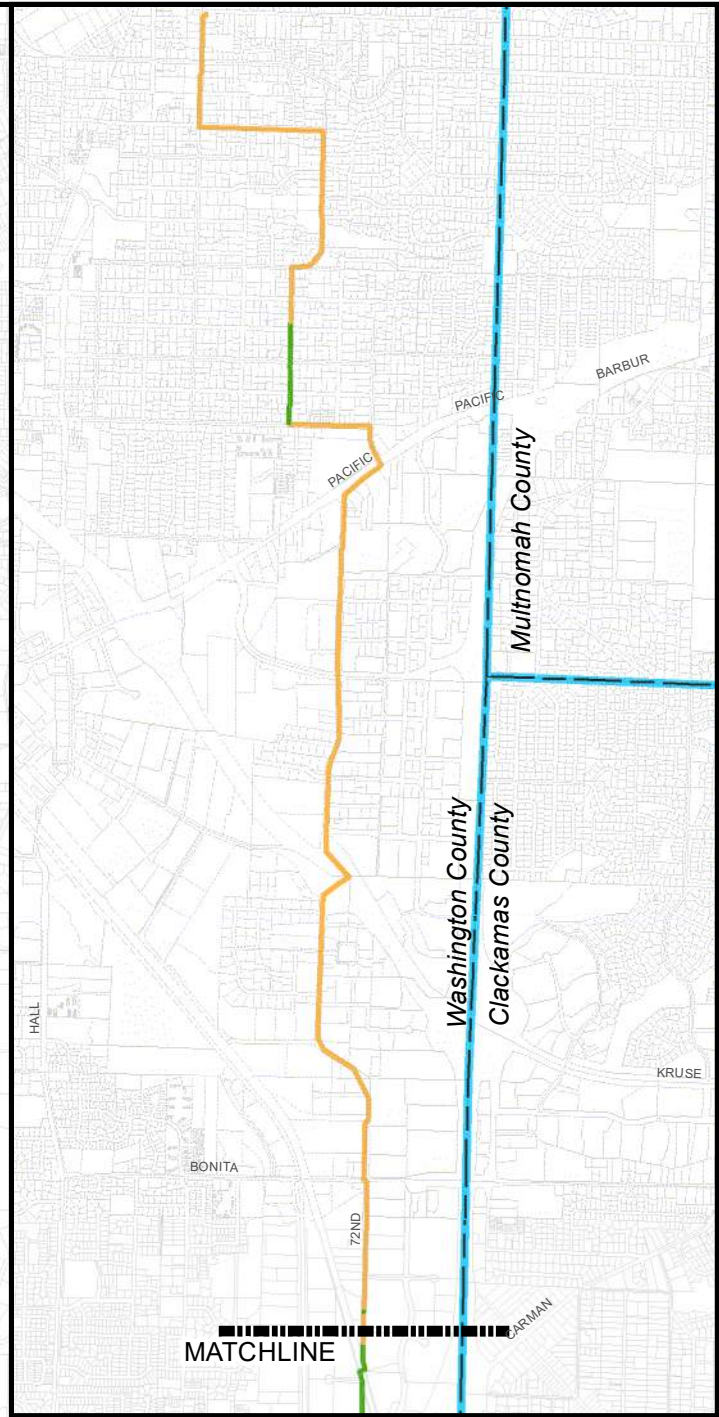 BARBUR
PACIFIC
PACIFIC
Multnomah County
Washington County
Clackamas County
HALL
KRUSE
BONITA
72ND
CARMAN
MATCHLINE